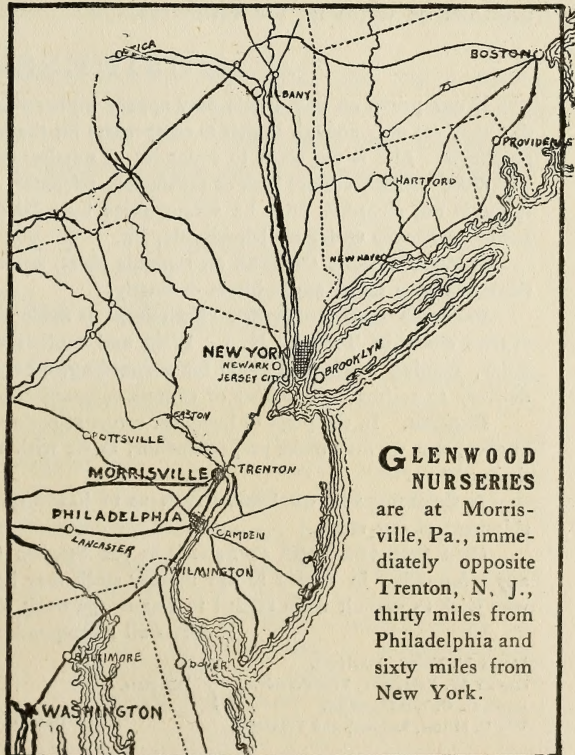 UTICA
ALBANY
BOSTON
PROVIDENCE
HARTFORD
NEW HAVEN
NEW YORK
NEWARK
JERSEY CITY
BROOKLYN
EASTON
POTTSVILLE
MORRISVILLE
TRENTON
PHILADELPHIA
CAMDEN
LANCASTER
WILMINGTON
BALTIMORE
DOVER
WASHINGTON
GLENWOOD
NURSERIES
are at Morris-
ville, Pa., imme-
diately opposite
Trenton, N. J.,
thirty miles from
Philadelphia and
sixty miles from
New York.